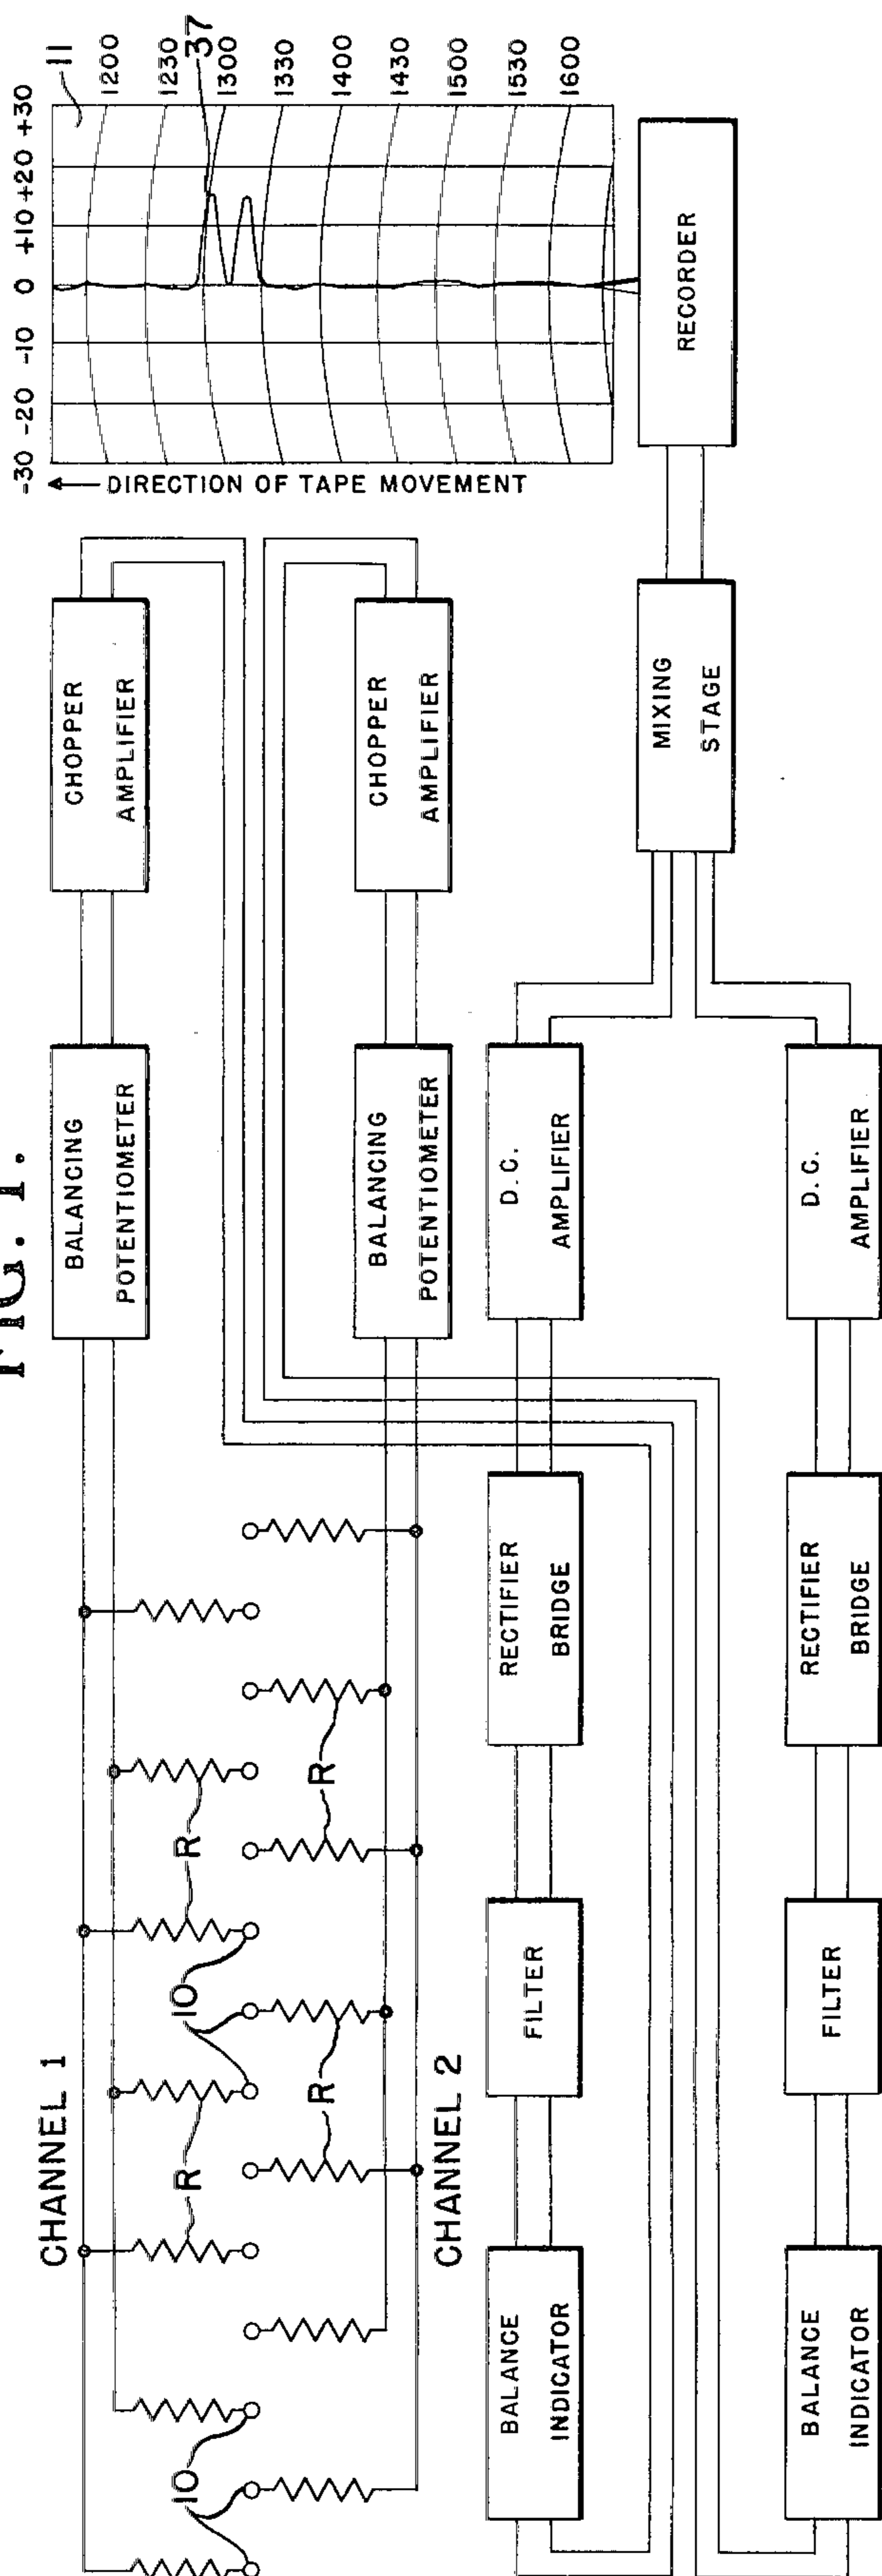 FIG. 1.
CHANNEL 1
10
10
R
R
BALANCING
POTENTIOMETER
CHOPPER
AMPLIFIER
R
R
CHANNEL 2
BALANCING
POTENTIOMETER
CHOPPER
AMPLIFIER
-30 -20 -10 0 +10 +20 +30
11
1200
1230
37
1300
1330
1400
1430
1500
1530
1600
DIRECTION OF TAPE MOVEMENT
BALANCE
INDICATOR
FILTER
RECTIFIER
BRIDGE
D.C.
AMPLIFIER
MIXING
STAGE
RECORDER
BALANCE
INDICATOR
FILTER
RECTIFIER
BRIDGE
D.C.
AMPLIFIER